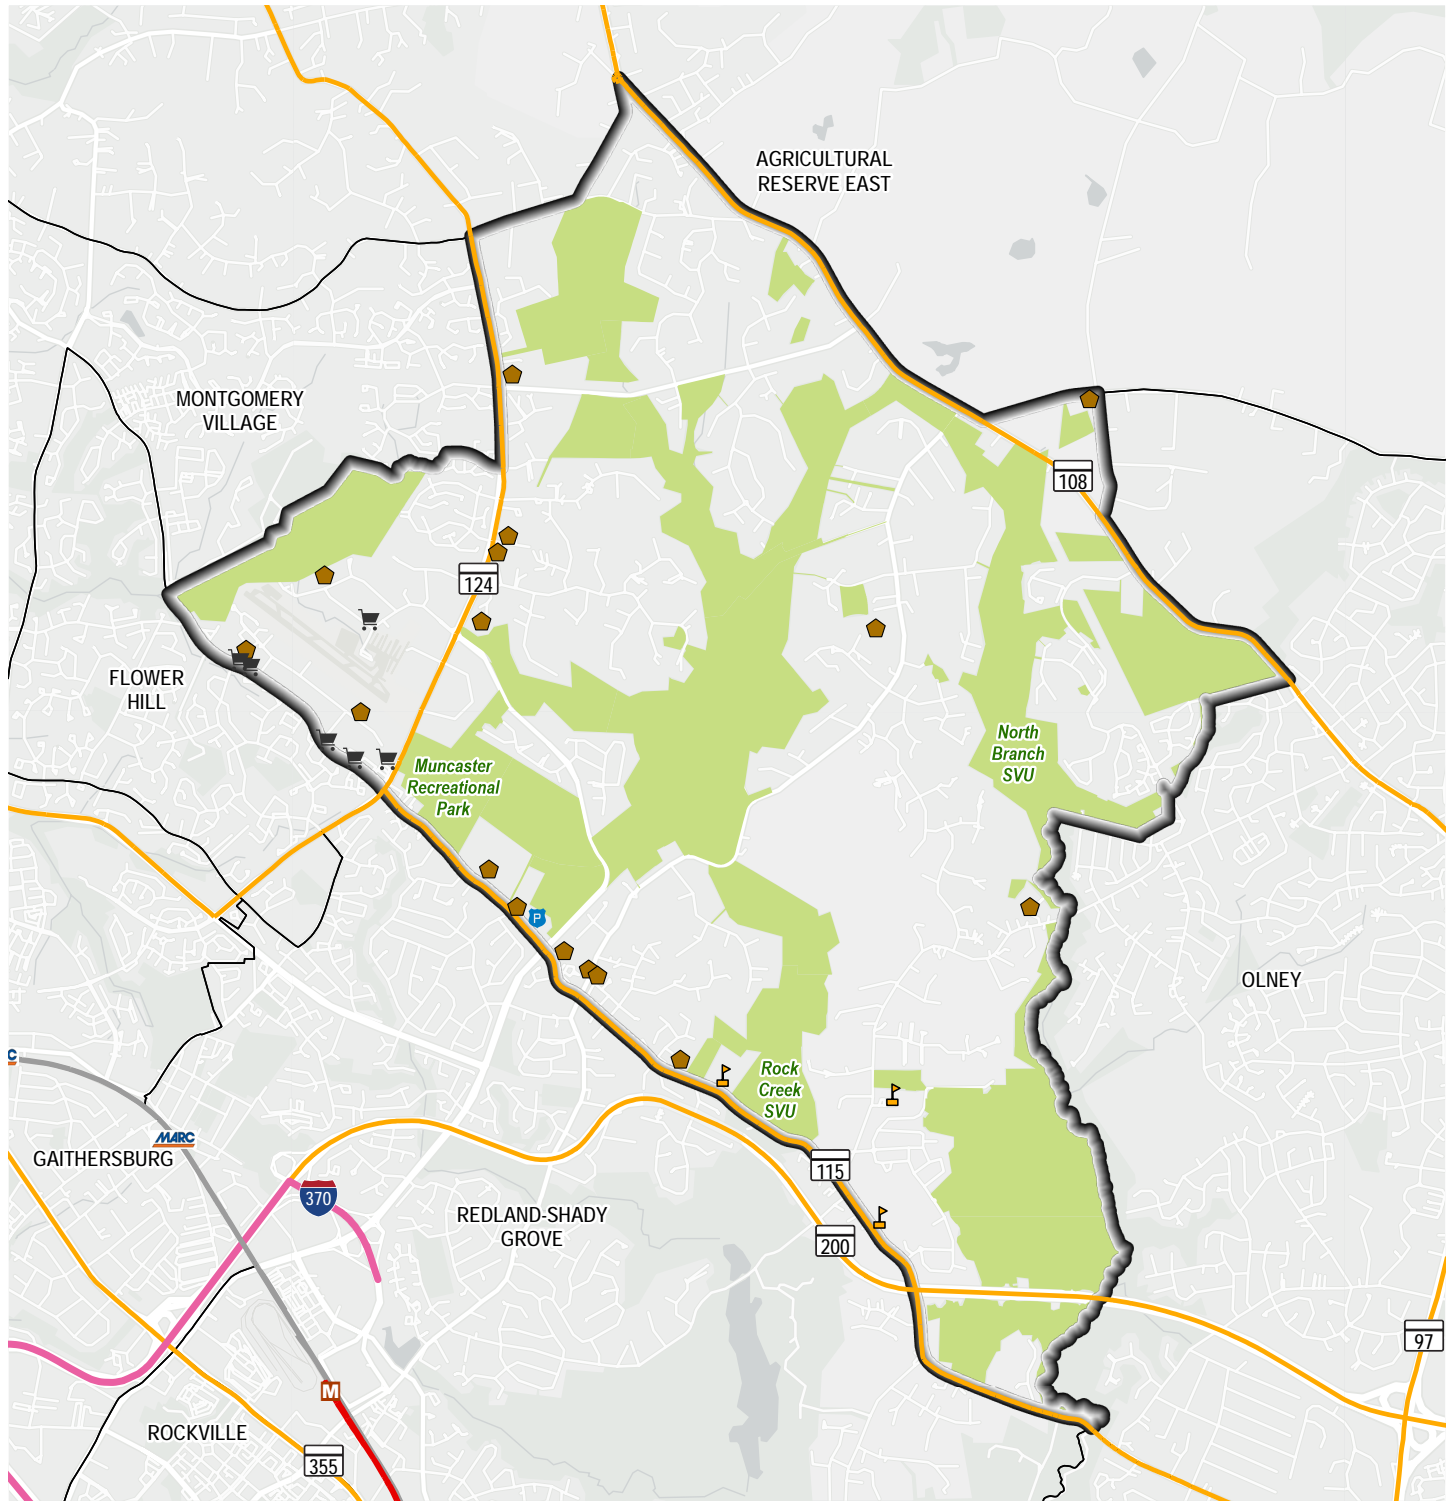 AGRICULTURAL
RESERVE EAST
MONTGOMERY
VILLAGE
108
124
FLOWER
HILL
North
Branch
SVU
Muncaster
Recreational
Park
P
OLNEY
C
Rock
Creek
SVU
MARC
GAITHERSBURG
115
370
REDLAND-SHADY
GROVE
200
97
M
ROCKVILLE
355